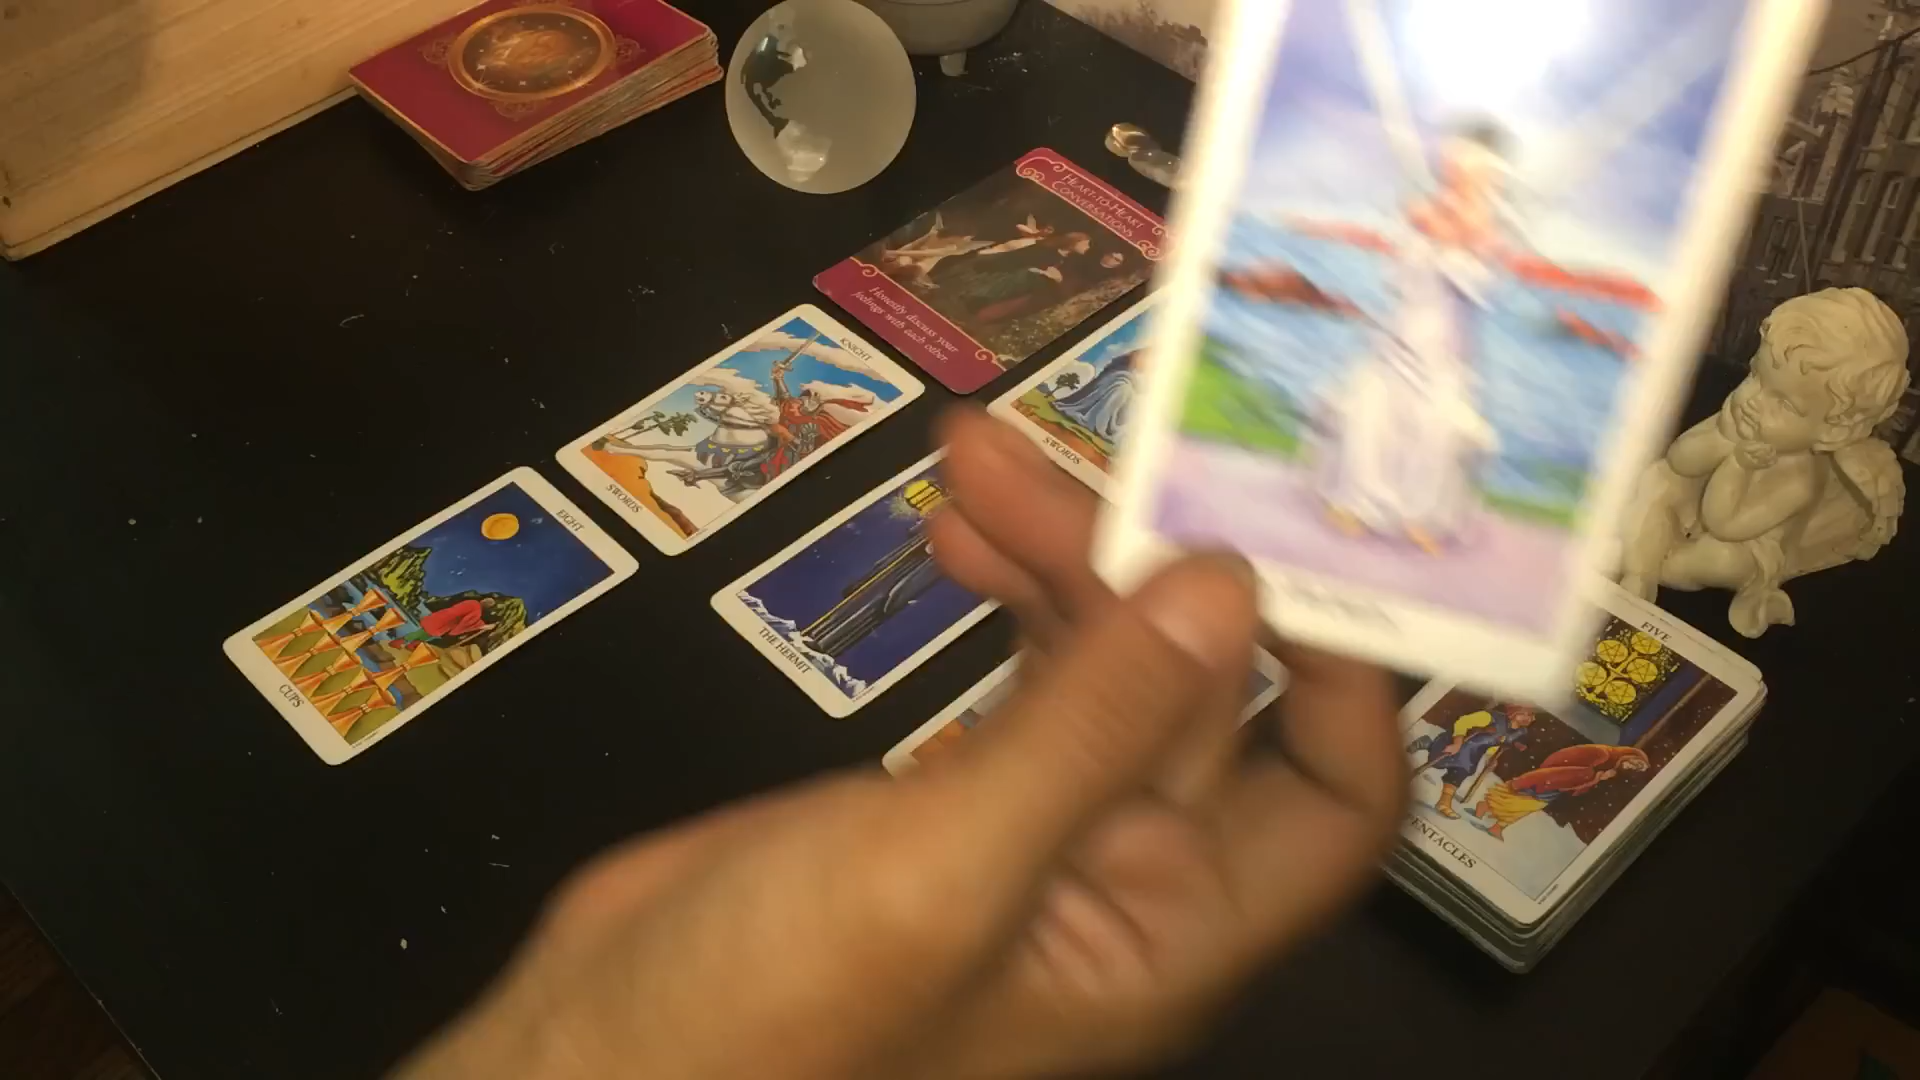 HEART-TO-HEART
CONVERSATIONS
Honestly discuss your
feelings with each other.
KNIGHT
SWORDS
SWORDS
EIGHT
CUPS
THE HERMIT
FIVE
PENTACLES